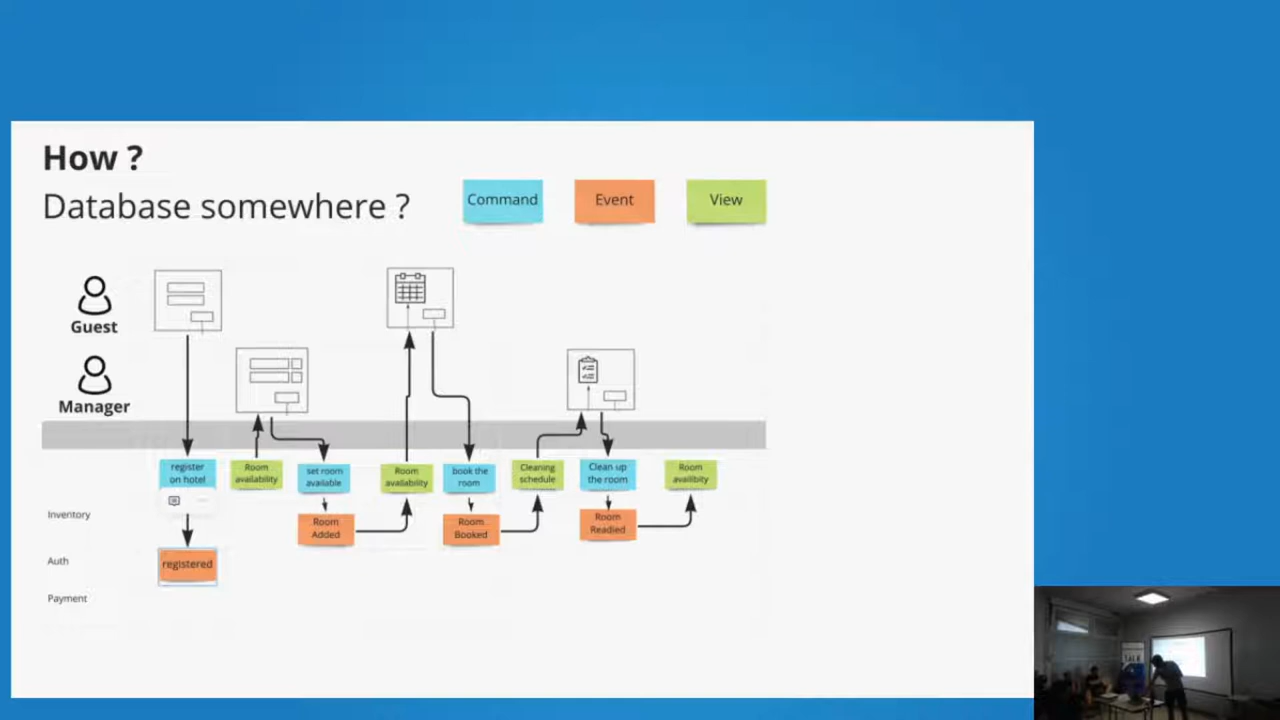 How ?
Database somewhere ?
Command
Event
View
Guest
Manager
register
on hotel
Room
availability
set room
available
Room
availability
book the
room
Cleaning
schedule
Clean up
the room
Room
availibity
Inventory
Room
Added
Room
Booked
Room
Readied
Auth
registered
Payment
TALK